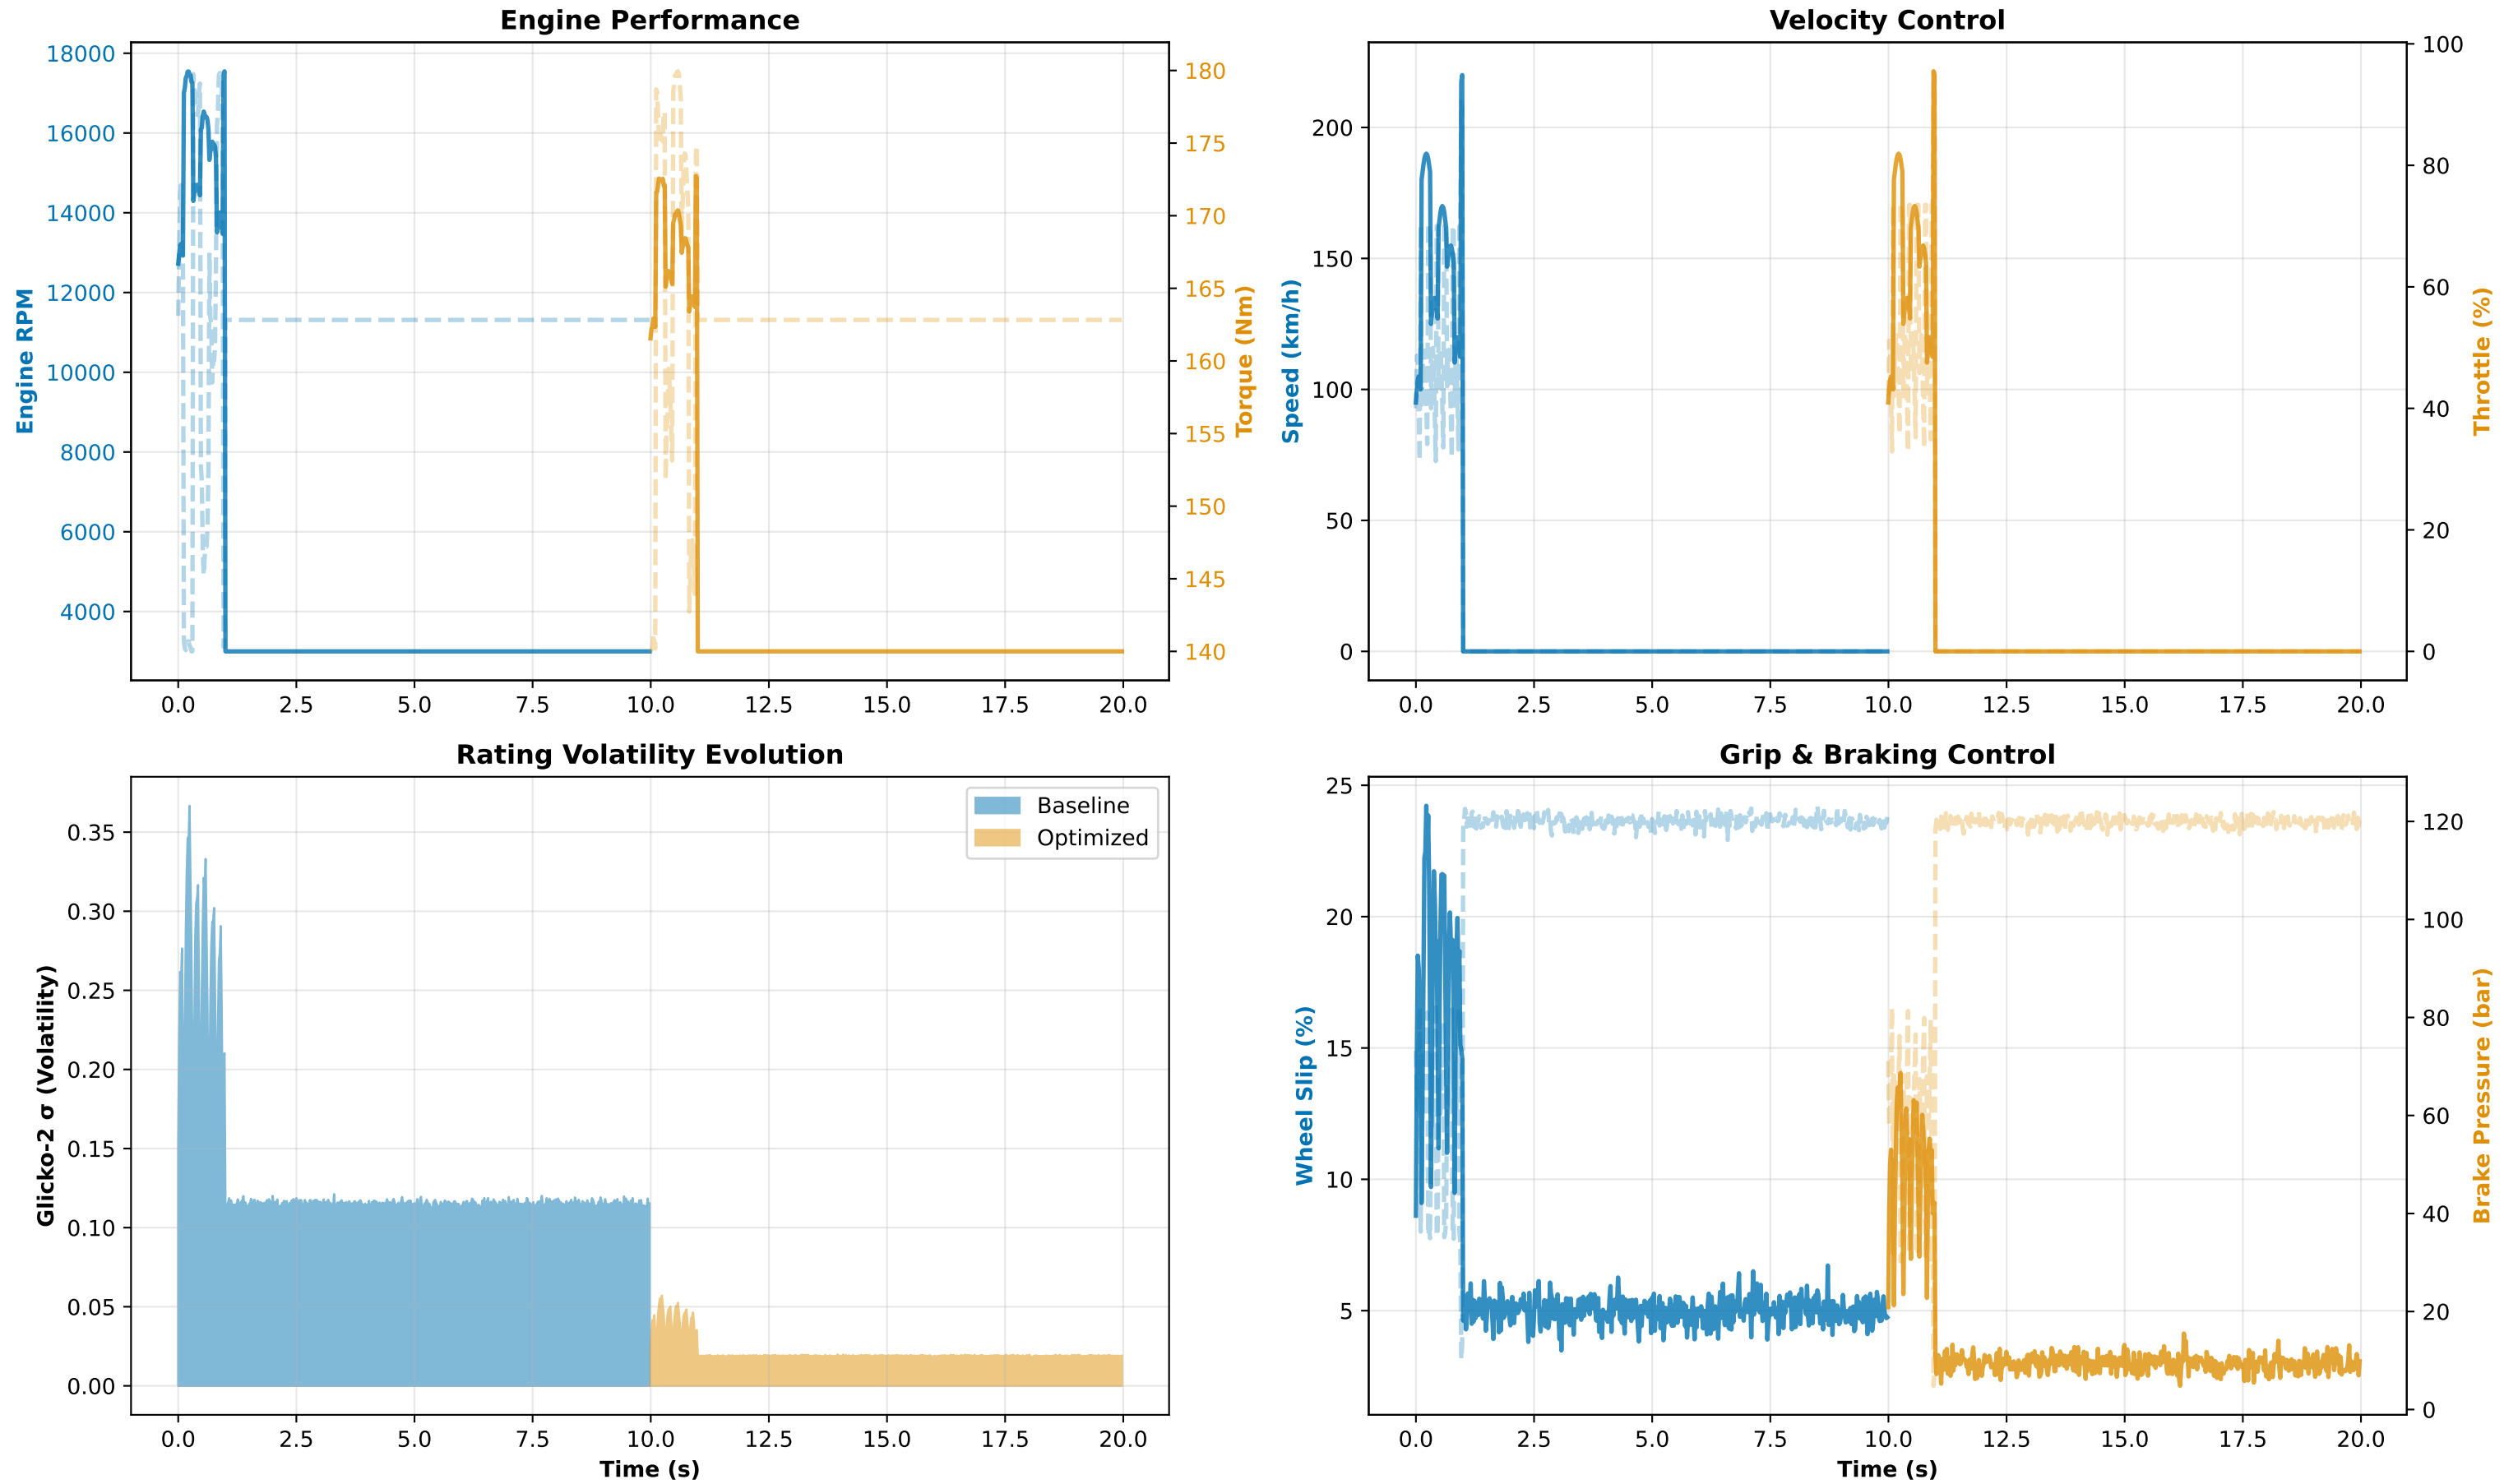 Engine Performance
Engine RPM
18000
16000
14000
12000
10000
8000
6000
4000
0.0 2.5 5.0 7.5 10.0 12.5 15.0 17.5 20.0
180
175
170
165
160
155
150
145
140
Torque (Nm)
Velocity Control
Speed (km/h)
200
150
100
50
0
0.0 2.5 5.0 7.5 10.0 12.5 15.0 17.5 20.0
100
80
60
40
20
0
Throttle (%)
Rating Volatility Evolution
Glicko-2 σ (Volatility)
0.35
0.30
0.25
0.20
0.15
0.10
0.05
0.00
Baseline
Optimized
0.0 2.5 5.0 7.5 10.0 12.5 15.0 17.5 20.0
Time (s)
Grip & Braking Control
Wheel Slip (%)
25
20
15
10
5
0.0 2.5 5.0 7.5 10.0 12.5 15.0 17.5 20.0
Time (s)
120
100
80
60
40
20
0
Brake Pressure (bar)